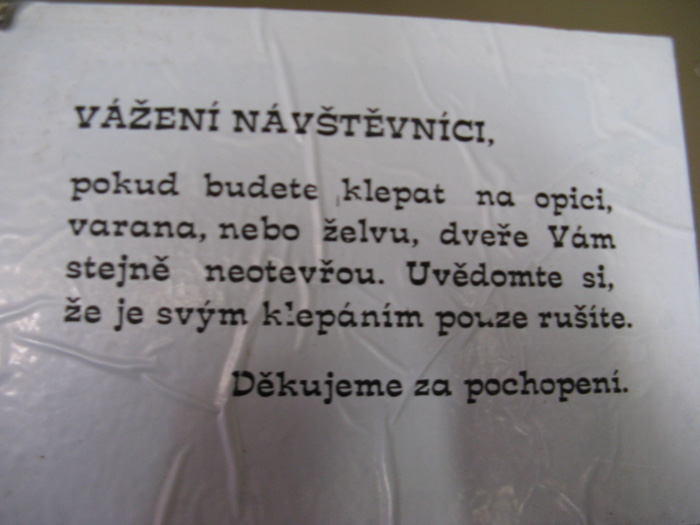 VÁŽENÍ NÁVŠTĚVNÍCI,
pokud budete klepat na opici,
varana, nebo želvu, dveře Vám
stejně neotevřou. Uvědomte si,
že je svým klepáním pouze rušíte.
Děkujeme za pochopení.